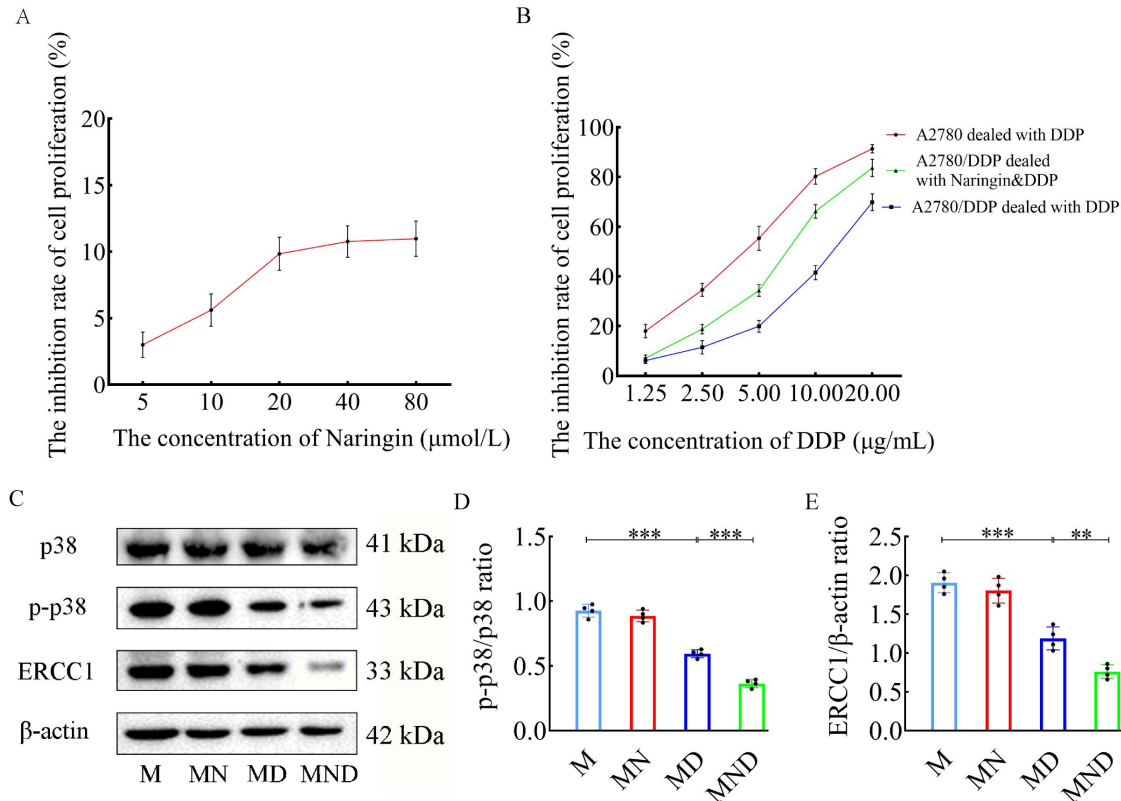 A
The inhibition rate of cell proliferation (%)
20
15
10
5
0
5 10 20 40 80
The concentration of Naringin (μmol/L)
B
The inhibition rate of cell proliferation (%)
100
80
60
40
20
0
1.25 2.50 5.00 10.00 20.00
The concentration of DDP (μg/mL)
A2780 dealed with DDP
A2780/DDP dealed
with Naringin&DDP
A2780/DDP dealed with DDP
C
p38 41 kDa
p-p38 43 kDa
ERCC1 33 kDa
β-actin 42 kDa
M MN MD MND
D
p-p38/p38 ratio
1.5
1.0
0.5
0.0
*** ***
M MN MD MND
E
ERCC1/β-actin ratio
2.5
2.0
1.5
1.0
0.5
0.0
*** **
M MN MD MND